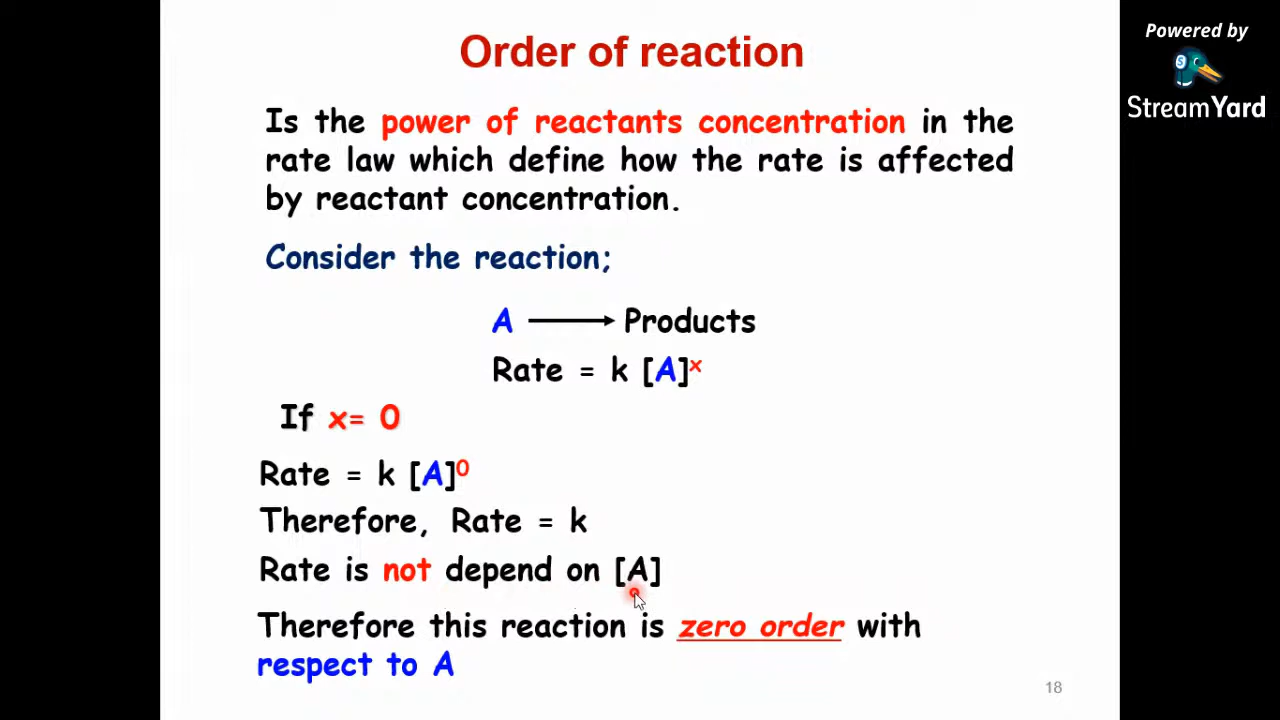 Powered by
StreamYard
Order of reaction
Is the power of reactants concentration in the
rate law which define how the rate is affected
by reactant concentration.
Consider the reaction;
A ⟶ Products
Rate = k [A]ˣ
If x= 0
Rate = k [A]⁰
Therefore, Rate = k
Rate is not depend on [A]
Therefore this reaction is zero order with
respect to A
18